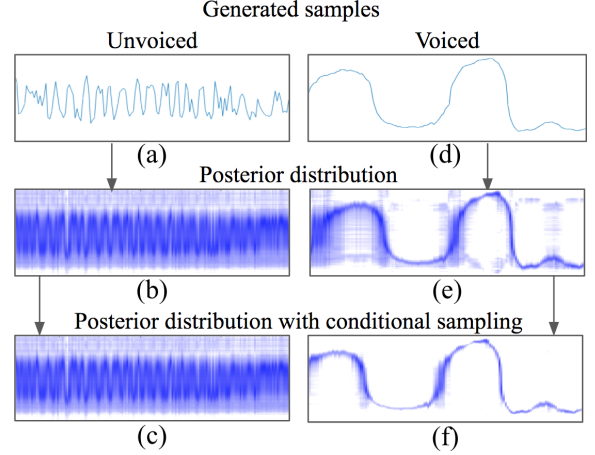 Generated samples
Unvoiced
Voiced
(a)
(d)
Posterior distribution
(b)
(e)
Posterior distribution with conditional sampling
(c)
(f)